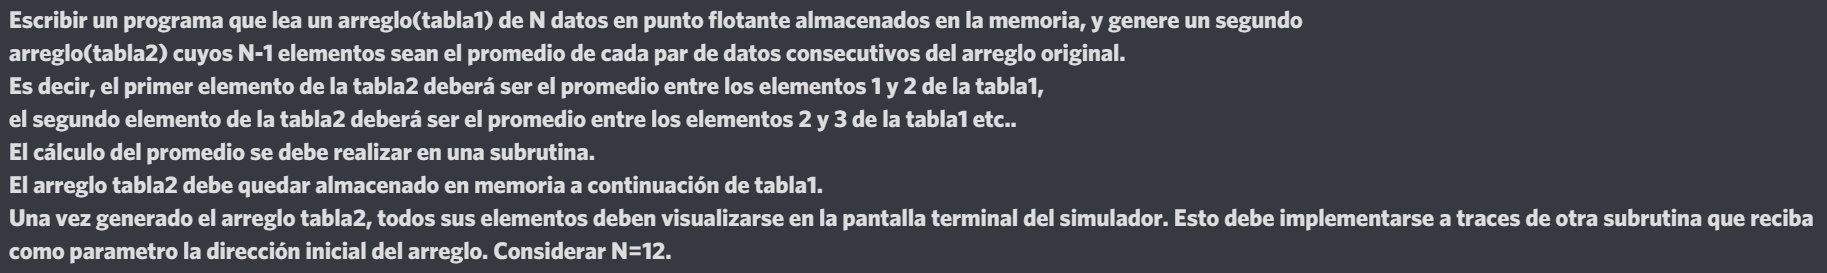 Escribir un programa que lea un arreglo(tabla1) de N datos en punto flotante almacenados en la memoria, y genere un segundo
arreglo(tabla2) cuyos N-1 elementos sean el promedio de cada par de datos consecutivos del arreglo original.
Es decir, el primer elemento de la tabla2 deberá ser el promedio entre los elementos 1 y 2 de la tabla1,
el segundo elemento de la tabla2 deberá ser el promedio entre los elementos 2 y 3 de la tabla1 etc..
El cálculo del promedio se debe realizar en una subrutina.
El arreglo tabla2 debe quedar almacenado en memoria a continuación de tabla1.
Una vez generado el arreglo tabla2, todos sus elementos deben visualizarse en la pantalla terminal del simulador. Esto debe implementarse a traces de otra subrutina que reciba
como parametro la dirección inicial del arreglo. Considerar N=12.